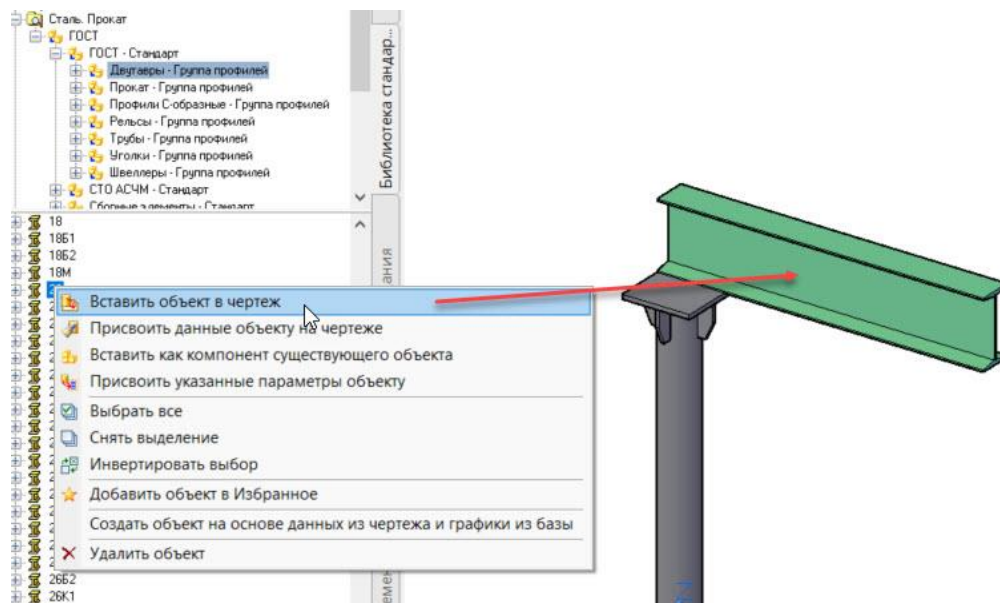 Сталь. Прокат
ГОСТ
ГОСТ - Стандарт
Двутавры - Группа профилей
Прокат - Группа профилей
Профили С-образные - Группа профилей
Рельсы - Группа профилей
Трубы - Группа профилей
Уголки - Группа профилей
Швеллеры - Группа профилей
СТО АСЧМ - Стандарт
Сборные элементы - Стандарт
Библиотека стандар...
18
18Б1
18Б2
18М
Вставить объект в чертеж
Присвоить данные объекту на чертеже
Вставить как компонент существующего объекта
Присвоить указанные параметры объекту
Выбрать все
Снять выделение
Инвертировать выбор
Добавить объект в Избранное
Создать объект на основе данных из чертежа и графики из базы
Удалить объект
26Б2
26К1